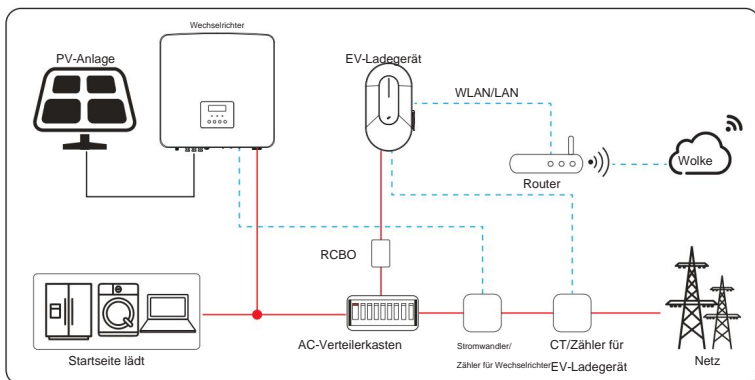 Wechselrichter
PV-Anlage
EV-Ladegerät
WLAN/LAN
Wolke
Router
RCBO
Startseite lädt
AC-Verteilerkasten
Stromwandler/
Zähler für Wechselrichter
CT/Zähler für
EV-Ladegerät
Netz